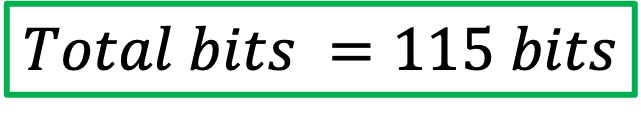 Total bits = 115 bits